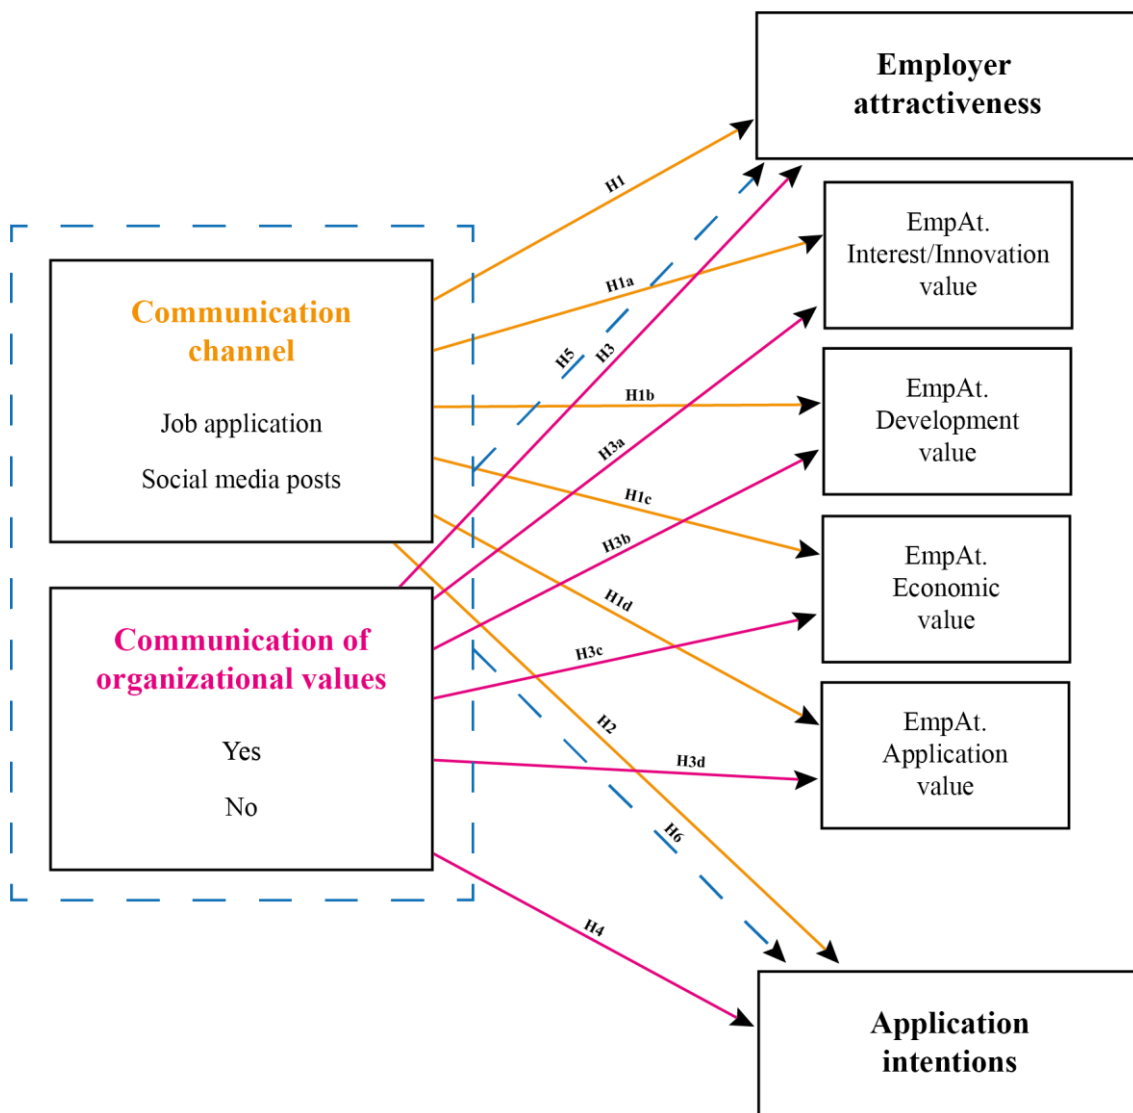 Employer
attractiveness
H1
EmpAt.
Interest/Innovation
value
H1a
Communication
channel
Job application
Social media posts
H5
H3
H1b
EmpAt.
Development
value
H3a
H1c
H3b
EmpAt.
Economic
value
H1d
Communication of
organizational values
Yes
No
H3c
H2
H3d
EmpAt.
Application
value
H6
H4
Application
intentions